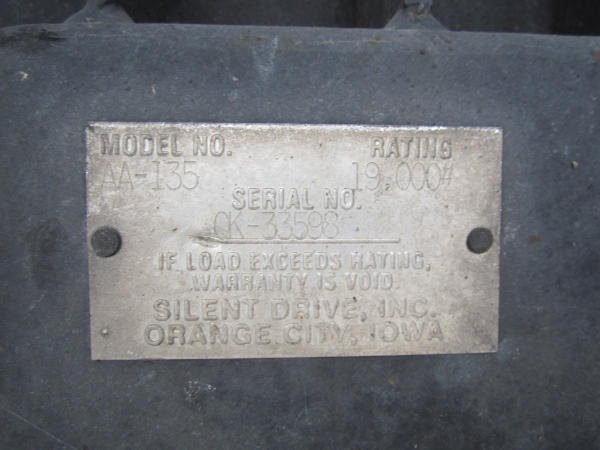 MODEL NO. RATING
AA-135 19,000#
SERIAL NO.
OK-33598
IF LOAD EXCEEDS RATING,
WARRANTY IS VOID.
SILENT DRIVE, INC.
ORANGE CITY, IOWA